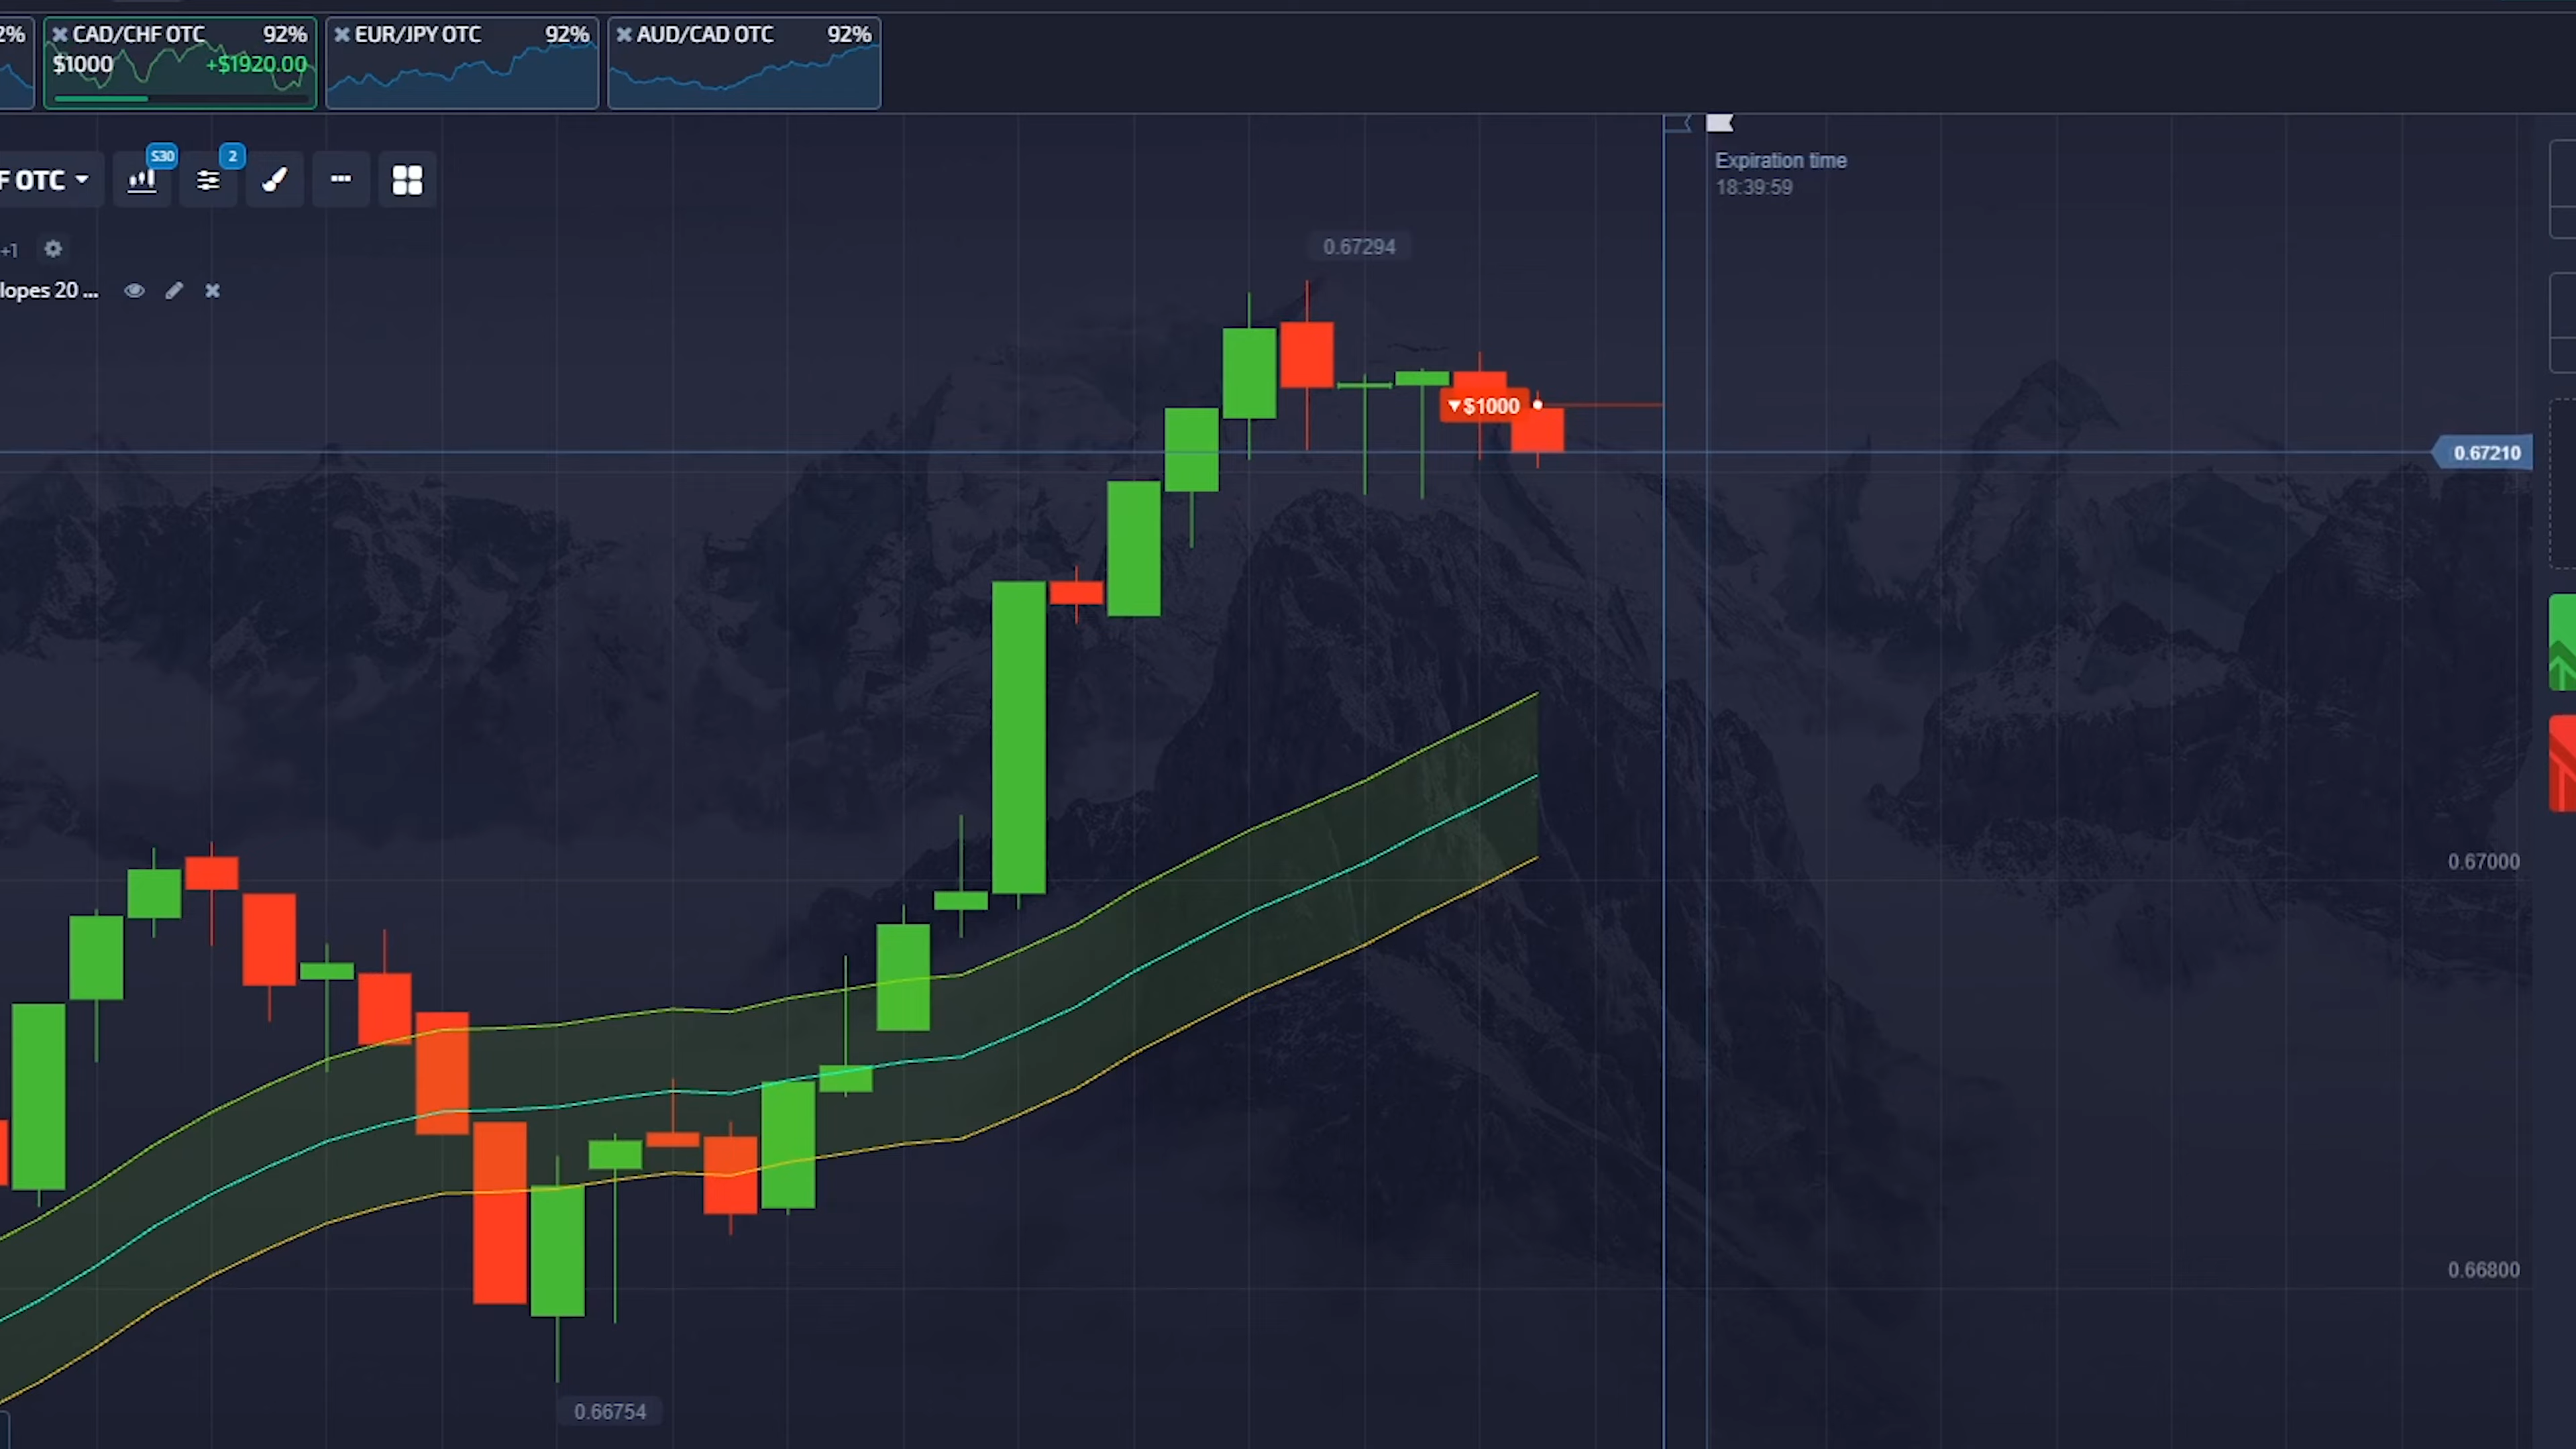 2%
CAD/CHF OTC 92%
$1000 +$1920.00
EUR/JPY OTC 92%
AUD/CAD OTC 92%
F OTC
S30
2
+1
lopes 20 ...
Expiration time
18:39:59
0.67294
$1000
0.67210
0.67000
0.66800
0.66754